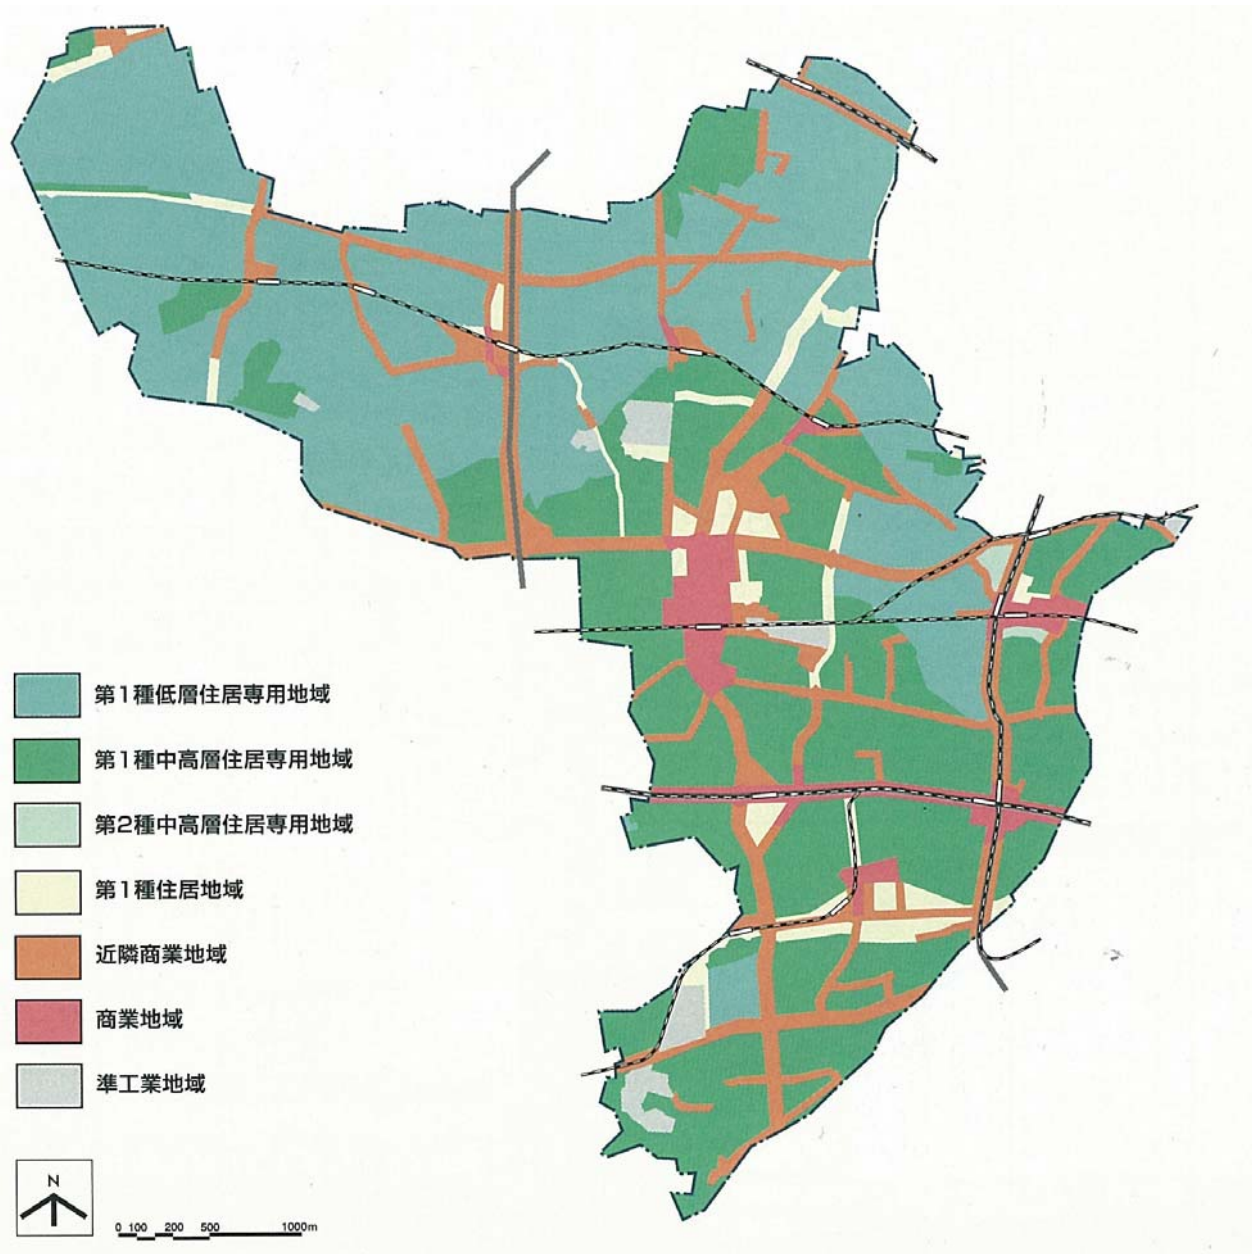 第1種低層住居専用地域
第1種中高層住居専用地域
第2種中高層住居専用地域
第1種住居地域
近隣商業地域
商業地域
準工業地域
N
0 100 200 500 1000m